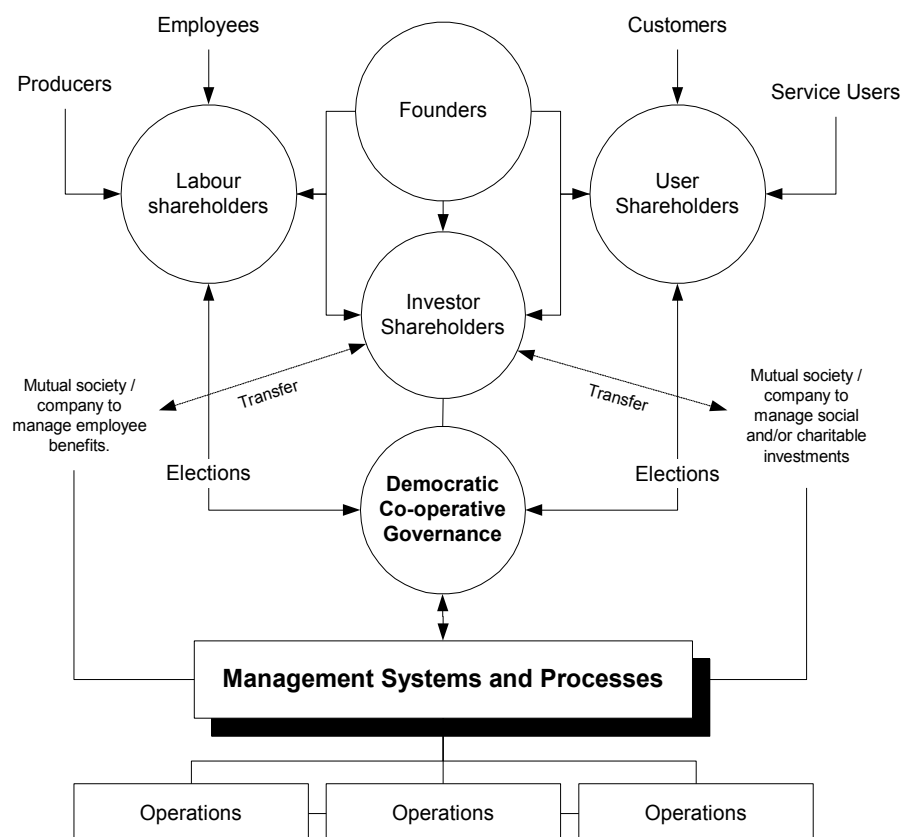 Employees
Customers
Producers
Founders
Service Users
Labour
shareholders
User
Shareholders
Investor
Shareholders
Mutual society /
company to
manage employee
benefits.
Transfer
Transfer
Mutual society /
company to
manage social
and/or charitable
investments
Elections
Elections
Democratic
Co-operative
Governance
Management Systems and Processes
Operations
Operations
Operations